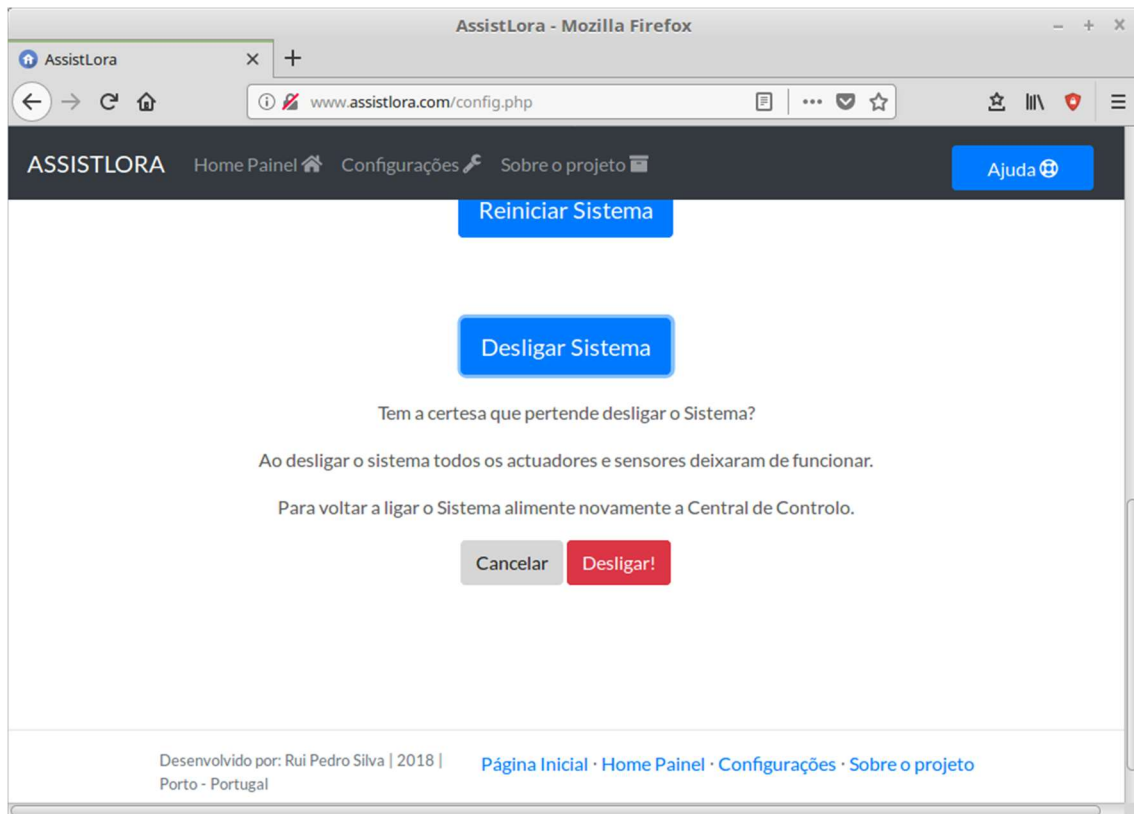 AssistLora - Mozilla Firefox
AssistLora
www.assistlora.com/config.php
ASSISTLORA Home Painel Configurações Sobre o projeto Ajuda
Reiniciar Sistema
Desligar Sistema
Tem a certesa que pertende desligar o Sistema?
Ao desligar o sistema todos os actuadores e sensores deixaram de funcionar.
Para voltar a ligar o Sistema alimente novamente a Central de Controlo.
Cancelar Desligar!
Desenvolvido por: Rui Pedro Silva | 2018 |
Porto - Portugal
Página Inicial · Home Painel · Configurações · Sobre o projeto